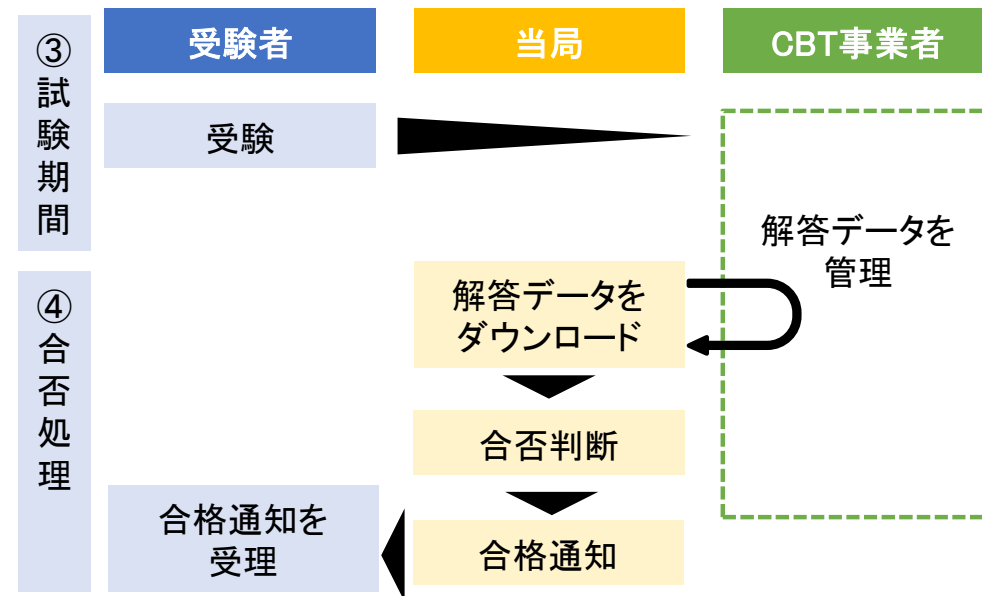 ③試験期間
受験者
当局
CBT事業者
受験
解答データを
管理
④合否処理
解答データを
ダウンロード
合否判断
合格通知を
受理
合格通知